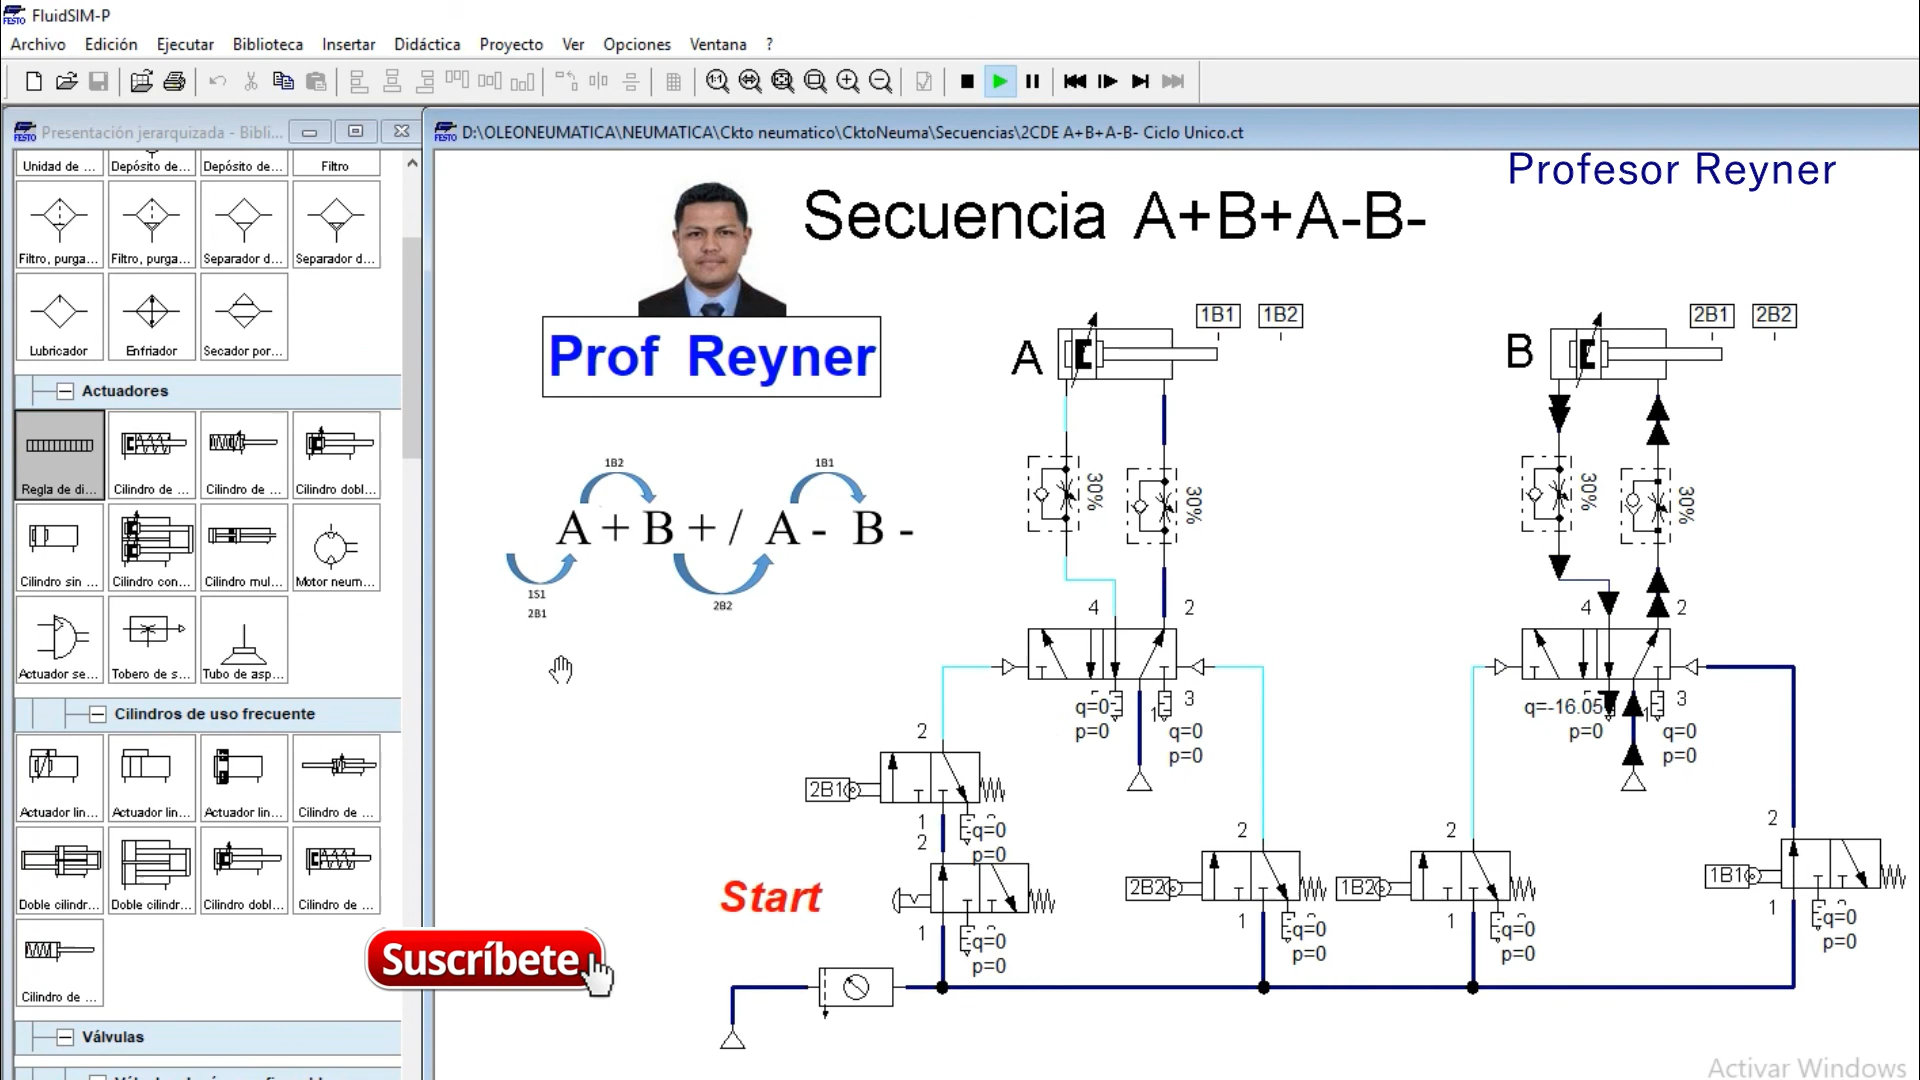 FluidSIM-P
Archivo Edición Ejecutar Biblioteca Insertar Didáctica Proyecto Ver Opciones Ventana ?
Presentación jerarquizada - Bibli...
D:\OLEONEUMATICA\NEUMATICA\Ckto neumatico\CktoNeuma\Secuencias\2CDE A+B+A-B- Ciclo Unico.ct
Unidad de ... Depósito de... Depósito de... Filtro
Filtro, purga... Filtro, purga... Separador d... Separador d...
Lubricador Enfriador Secador por...
Actuadores
Regla de di... Cilindro de ... Cilindro de ... Cilindro dobl...
Cilindro sin ... Cilindro con... Cilindro mul... Motor neum...
Actuador se... Tobero de s... Tubo de asp...
Cilindros de uso frecuente
Actuador lin... Actuador lin... Actuador lin... Cilindro de ...
Doble cilindr... Doble cilindr... Cilindro dobl... Cilindro de ...
Cilindro de ...
Válvulas
Profesor Reyner
Secuencia A+B+A-B-
Prof Reyner
A 1B1 1B2
B 2B1 2B2
1B2 1B1
A + B + / A - B -
1S1
2B1
2B2
30% 30% 30% 30%
4 2 4 2
q=0 1 3 q=-16.05 1 3
p=0 q=0 p=0 q=0
p=0 p=0
2
2B1
1 q=0
2 p=0
2 2 2
Start 2B2 1B2 1B1
1 q=0 1 q=0 1 q=0 1 q=0
p=0 p=0 p=0 p=0
Suscríbete
Activar Windows